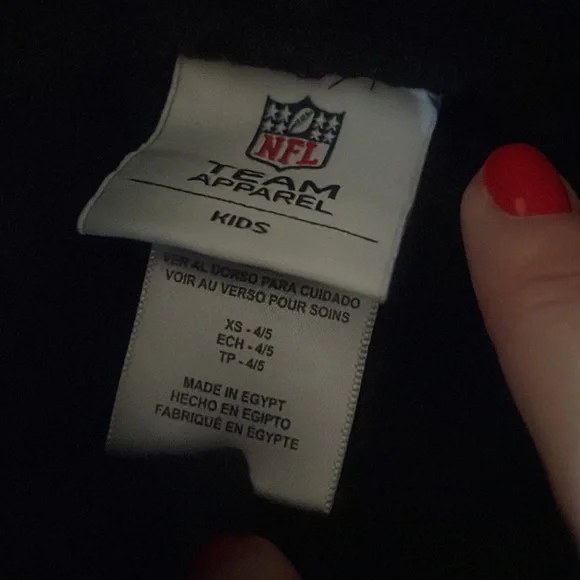 NFL
TEAM
APPAREL
KIDS
VER AL DORSO PARA CUIDADO
VOIR AU VERSO POUR SOINS
XS - 4/5
ECH - 4/5
TP - 4/5
MADE IN EGYPT
HECHO EN EGIPTO
FABRIQUÉ EN ÉGYPTE